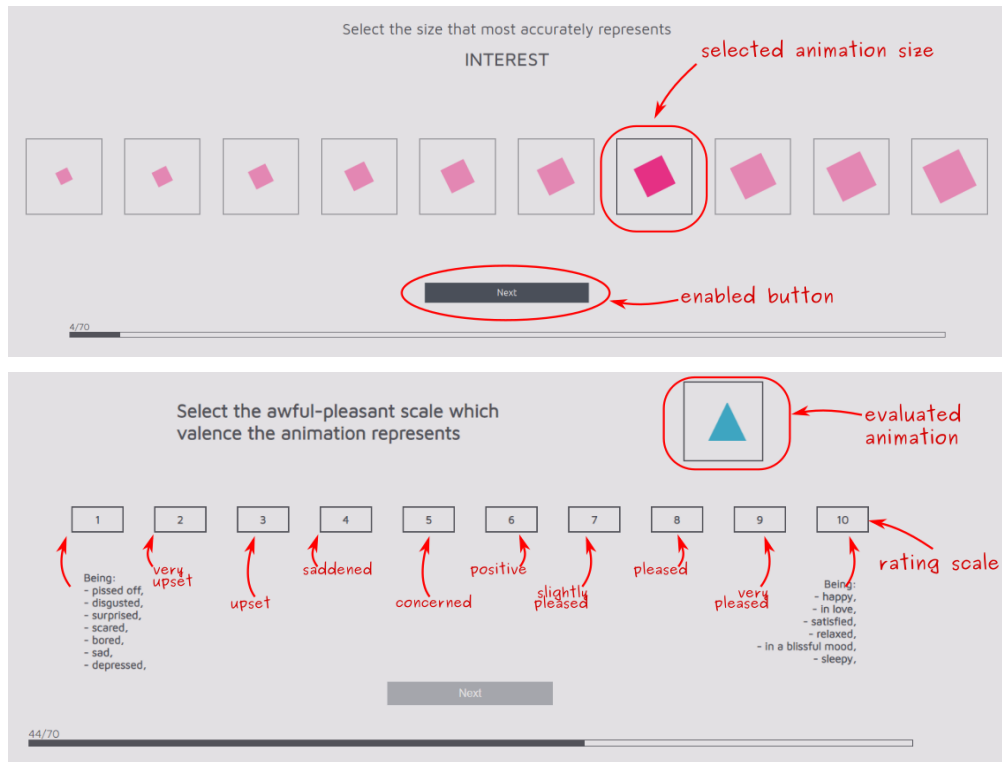 Select the size that most accurately represents
INTEREST
selected animation size
Next
enabled button
4/70
Select the awful-pleasant scale which
valence the animation represents
evaluated
animation
1
2
3
4
5
6
7
8
9
10
rating scale
very
upset
upset
saddened
concerned
positive
slightly
pleased
pleased
very
pleased
Being:
- pissed off,
- disgusted,
- surprised,
- scared,
- bored,
- sad,
- depressed,
Being:
- happy,
- in love,
- satisfied,
- relaxed,
- in a blissful mood,
- sleepy,
Next
44/70